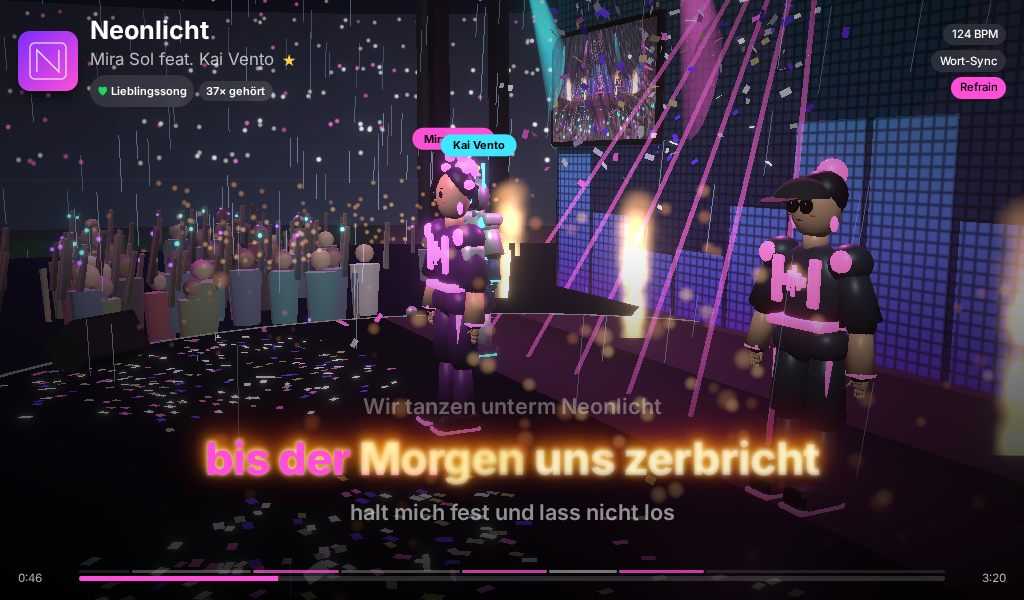 Neonlicht
Mira Sol feat. Kai Vento ★
Lieblingssong
37× gehört
124 BPM
Wort-Sync
Refrain
Kai Vento
Wir tanzen unterm Neonlicht
bis der Morgen uns zerbricht
halt mich fest und lass nicht los
0:46
3:20